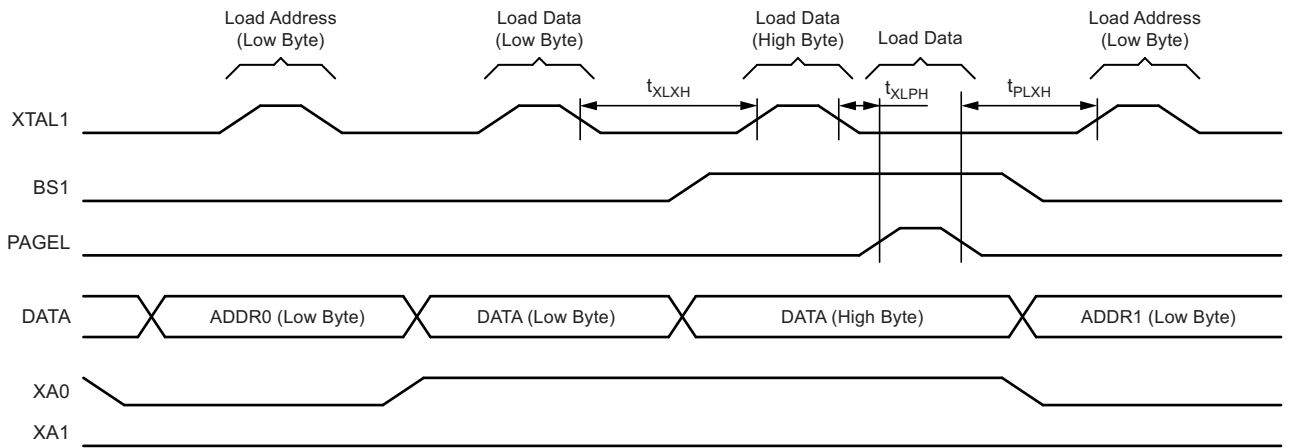 Load Address
(Low Byte)
Load Data
(Low Byte)
Load Data
(High Byte)
Load Data
Load Address
(Low Byte)
tXLXH
tXLPH
tPLXH
XTAL1
BS1
PAGEL
DATA
ADDR0 (Low Byte)
DATA (Low Byte)
DATA (High Byte)
ADDR1 (Low Byte)
XA0
XA1